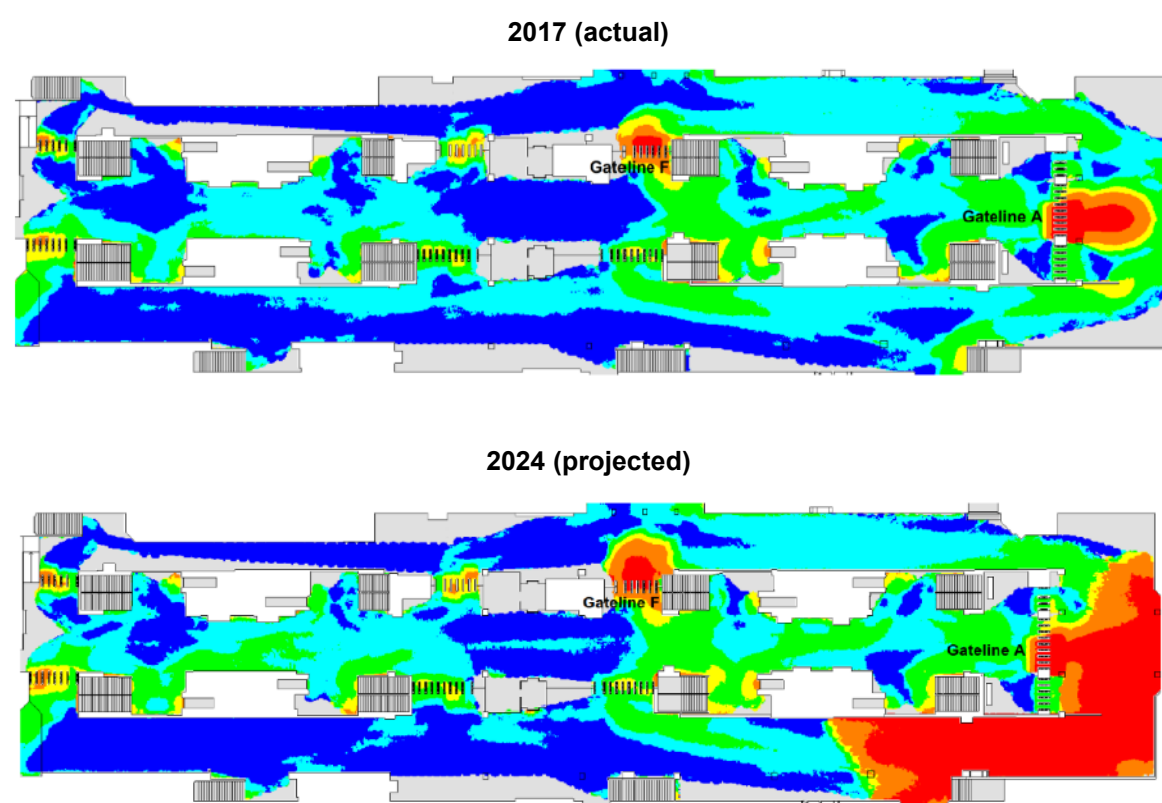 2017 (actual)
Gateline F
Gateline A
2024 (projected)
Gateline F
Gateline A